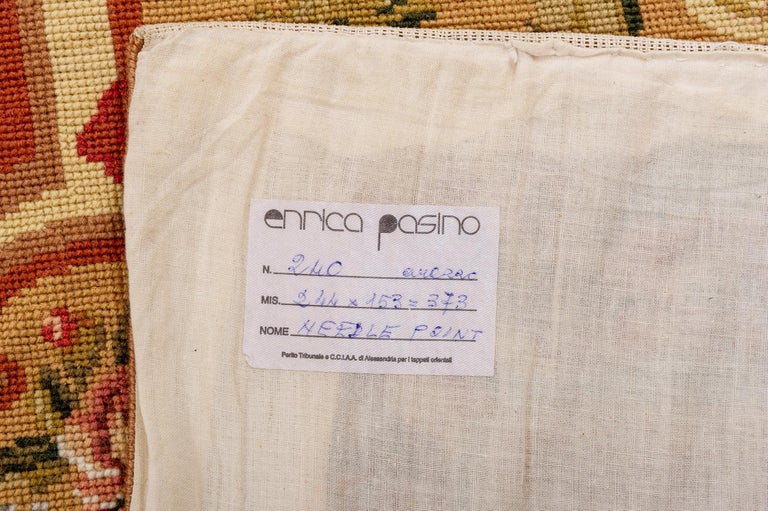 enrica pasino
N. 240
MIS. 244 x 153 = 373
NOME NEEDLE POINT
Perito Tribunale e C.C.I.A.A. di Alessandria per i tappeti orientali